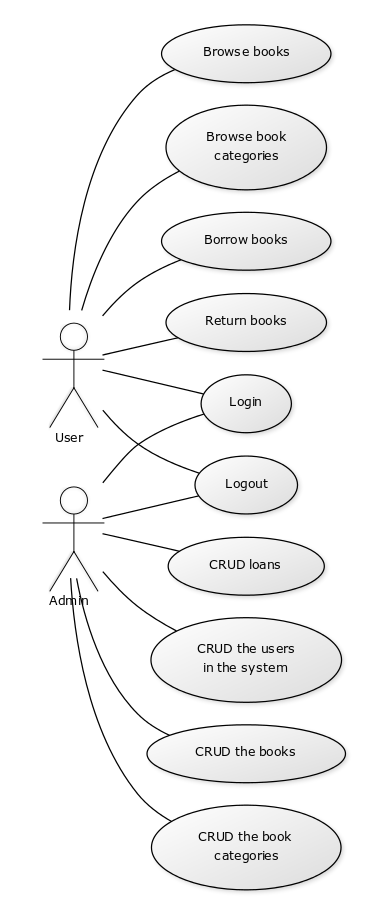 Browse books
Browse book
categories
Borrow books
Return books
Login
User
Logout
CRUD loans
Admin
CRUD the users
in the system
CRUD the books
CRUD the book
categories